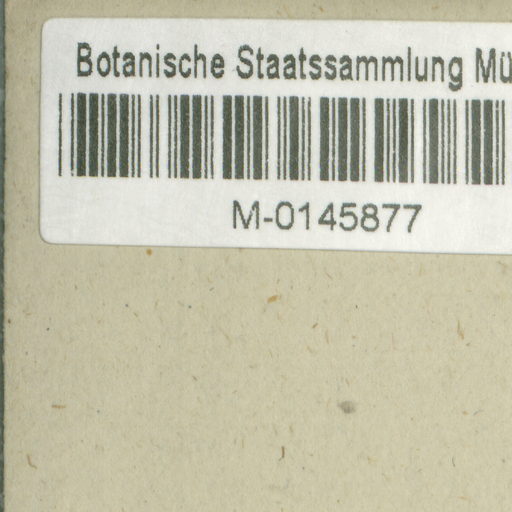 Botanische Staatssammlung Mü
M-0145877